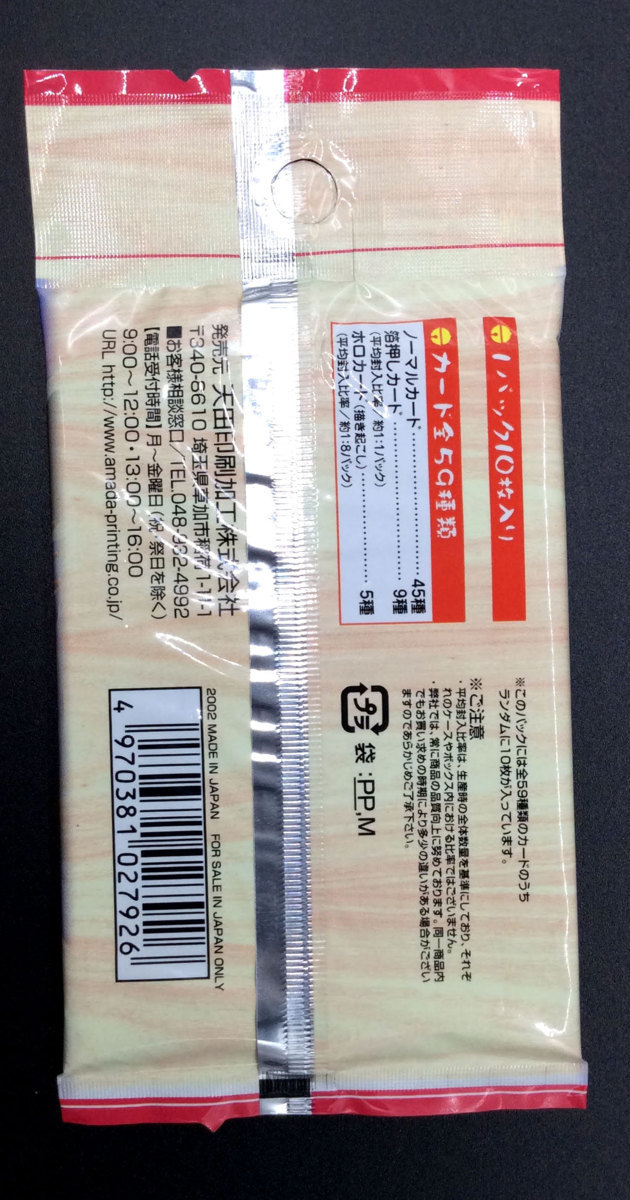 1パック10枚入り
カード全59種類
ノーマルカード……………………45種
箔押しカード………………………9種
(平均封入比率/約1:1パック)
ホロカード(描き起こし)……………5種
(平均封入比率/約1:8パック)
※このパックには全59種類のカードのうち
ランダムに10枚が入っています。
※ご注意
・平均封入比率は、生産時の全体数量を基準にしており、それぞ
れのケースやボックス内における比率ではございません。
・弊社では、常に商品の品質向上に努めております。同一商品内
でもお買い求めの時期により多少の違いがある場合がござい
ますのであらかじめご了承下さい。
プラ
袋:PP,M
発売元 天田印刷加工株式会社
〒340-8610 埼玉県草加市稲荷1-11-1
■お客様相談窓口/TEL.048-932-4992
【電話受付時間】月〜金曜日(祝・祭日を除く)
9:00〜12:00・13:00〜16:00
URL http://www.amada-printing.co.jp/
2002 MADE IN JAPAN FOR SALE IN JAPAN ONLY
4 970381 027926